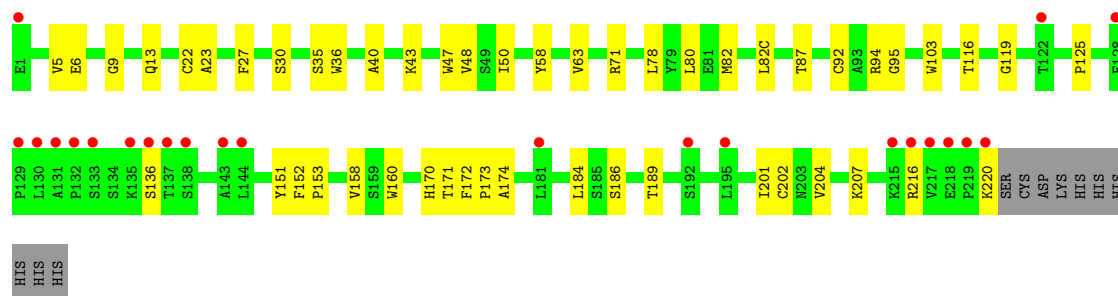 E1 V5 E6 G9 Q13 C22 A23 F27 S30 S35 W36 A40 K43 W47 V48 S49 I50 Y58 V63 R71 L78 Y79 L80 E81 M82 L82C T87 C92 A93 R94 G95 W103 T116 G119 T122 P125
P129 L130 A131 P132 S133 S134 K135 S136 T137 S138 A143 L144 Y151 F152 P153 V158 S159 W160 H170 T171 F172 P173 A174 L181 L184 S185 S186 T189 S192 L195 I201 C202 N203 V204 K207 K215 R216 V217 E218 P219 K220 SER CYS ASP LYS HIS HIS HIS
HIS HIS HIS